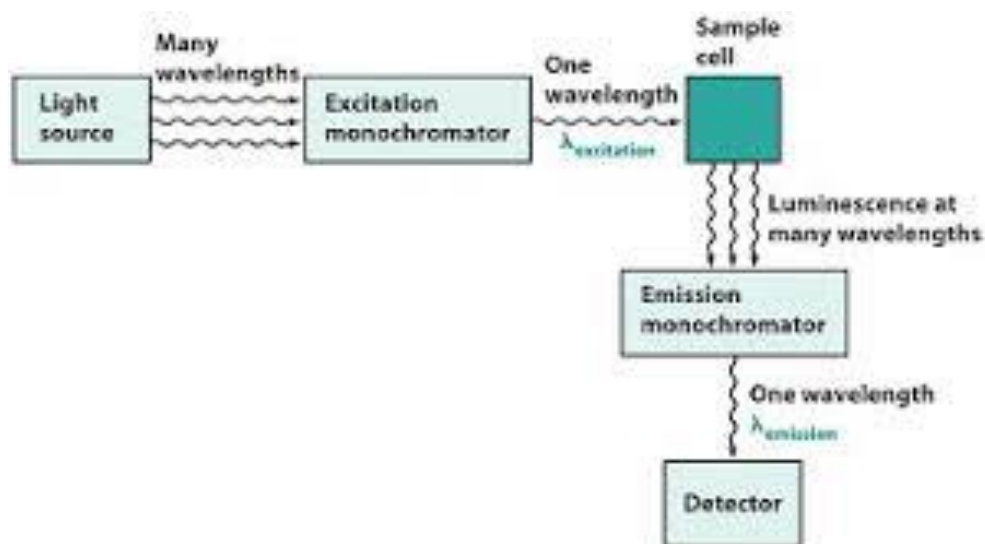 Many
wavelengths
Light
source
Excitation
monochromator
One
wavelength
λexcitation
Sample
cell
Luminescence at
many wavelengths
Emission
monochromator
One wavelength
λemission
Detector